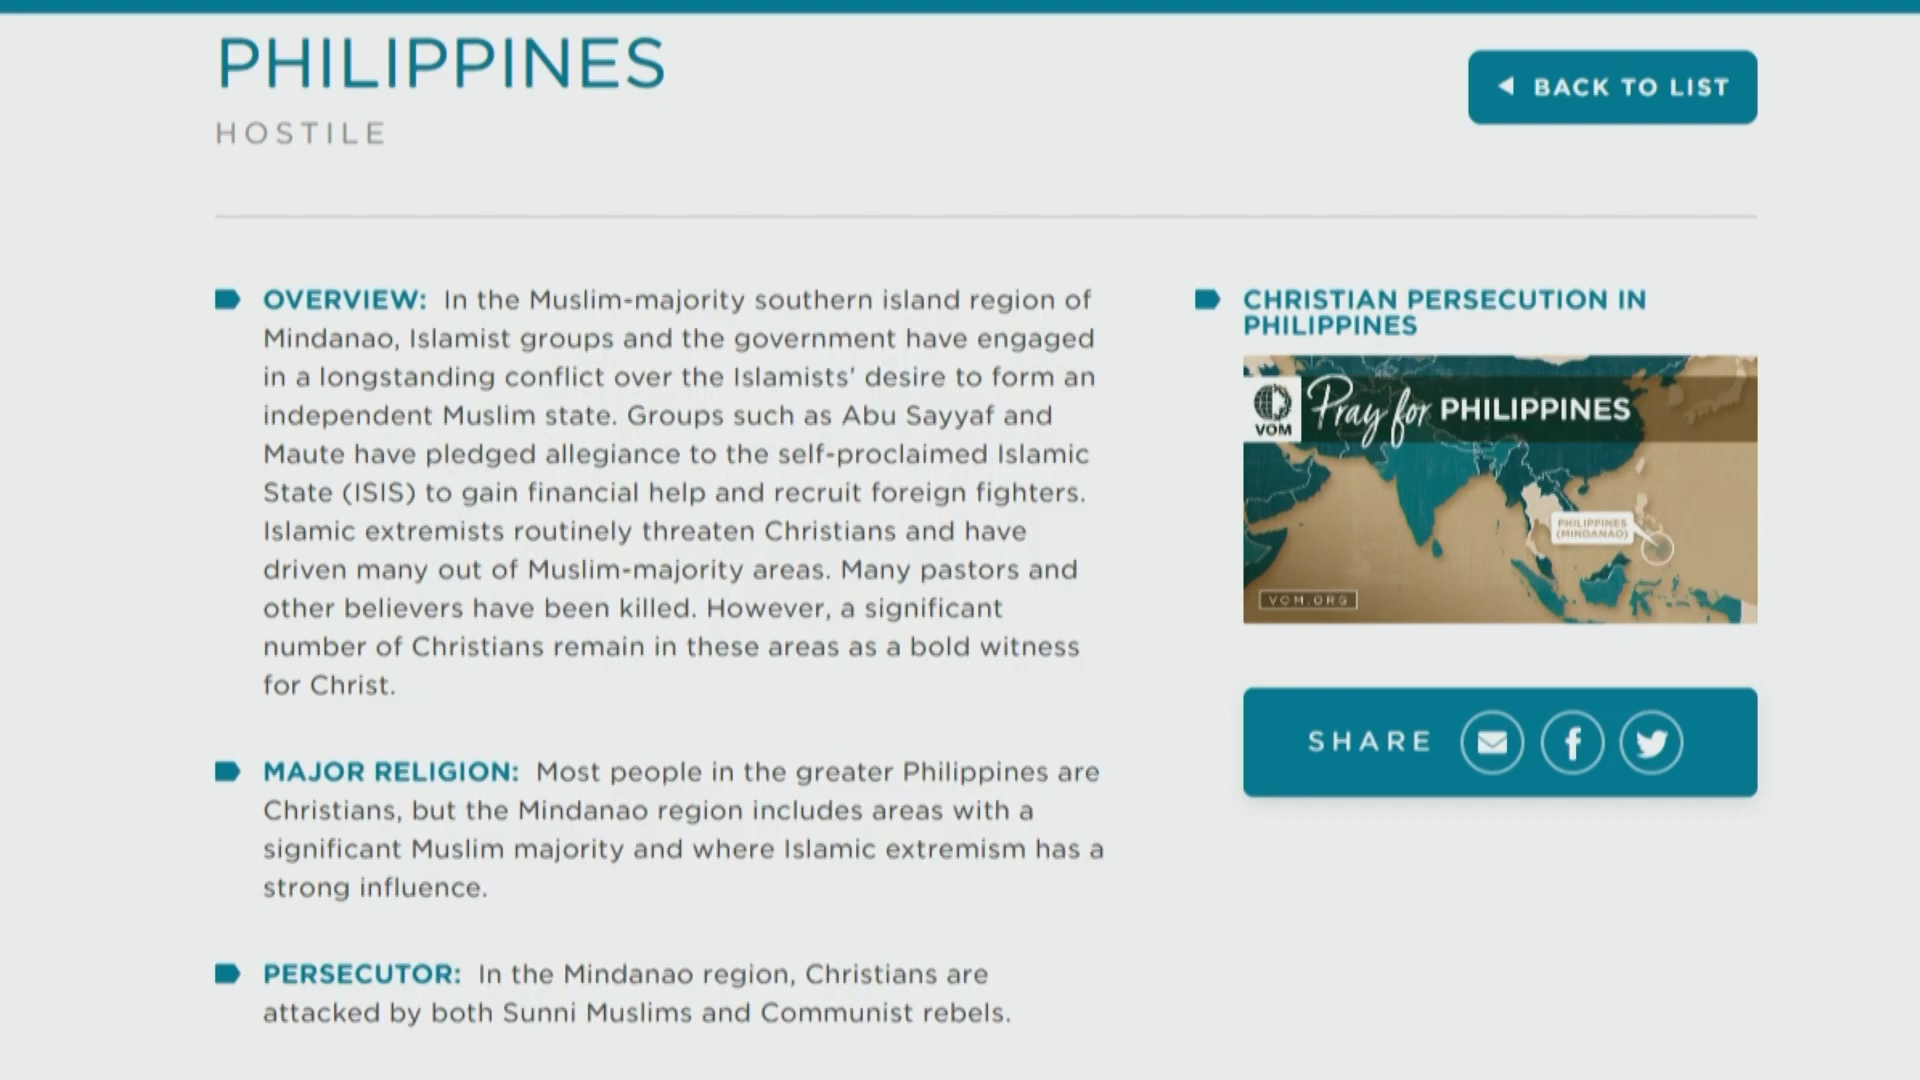 PHILIPPINES
HOSTILE
BACK TO LIST
OVERVIEW: In the Muslim-majority southern island region of
Mindanao, Islamist groups and the government have engaged
in a longstanding conflict over the Islamists' desire to form an
independent Muslim state. Groups such as Abu Sayyaf and
Maute have pledged allegiance to the self-proclaimed Islamic
State (ISIS) to gain financial help and recruit foreign fighters.
Islamic extremists routinely threaten Christians and have
driven many out of Muslim-majority areas. Many pastors and
other believers have been killed. However, a significant
number of Christians remain in these areas as a bold witness
for Christ.
MAJOR RELIGION: Most people in the greater Philippines are
Christians, but the Mindanao region includes areas with a
significant Muslim majority and where Islamic extremism has a
strong influence.
PERSECUTOR: In the Mindanao region, Christians are
attacked by both Sunni Muslims and Communist rebels.
CHRISTIAN PERSECUTION IN
PHILIPPINES
VOM
Pray for PHILIPPINES
PHILIPPINES
(MINDANAO)
VOM.ORG
SHARE